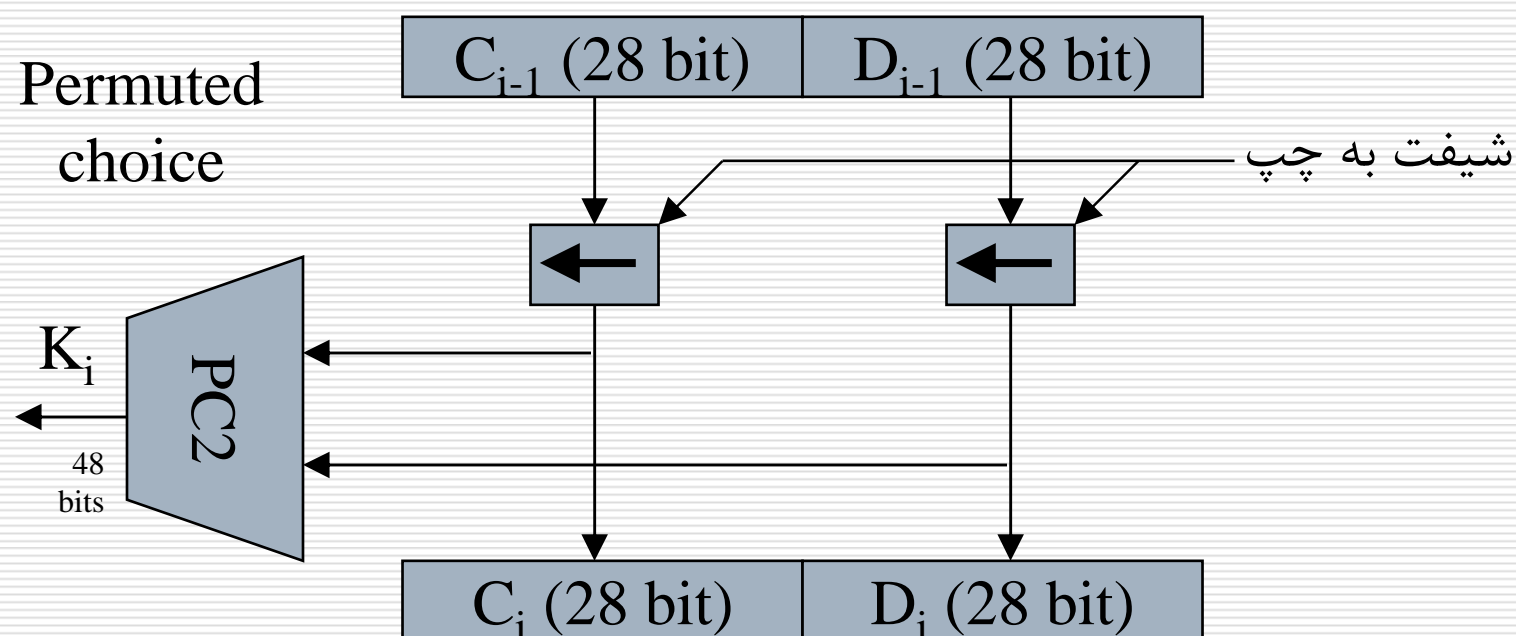 C_{i-1} (28 bit) D_{i-1} (28 bit)
Permuted
choice
شیفت به چپ
K_i
PC2
48
bits
C_i (28 bit) D_i (28 bit)